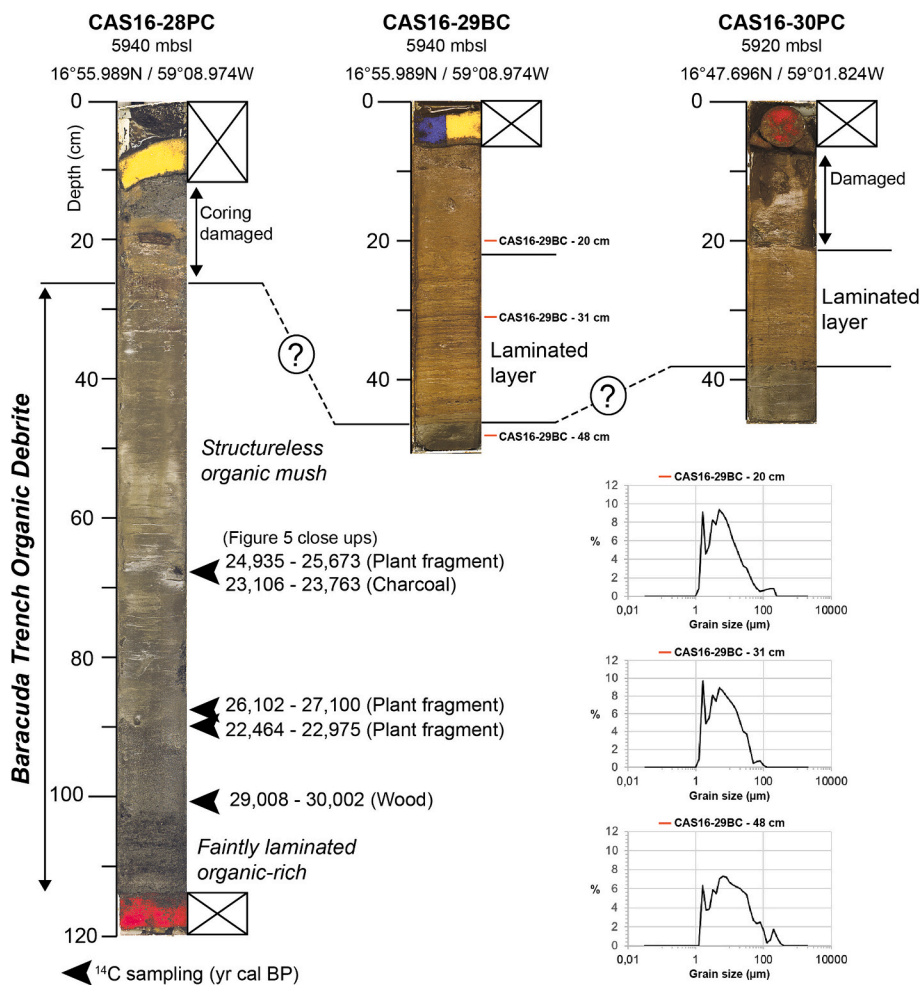 CAS16-28PC
5940 mbsl
16°55.989N / 59°08.974W
CAS16-29BC
5940 mbsl
16°55.989N / 59°08.974W
CAS16-30PC
5920 mbsl
16°47.696N / 59°01.824W
0
20
40
60
80
100
120
Depth (cm)
Coring
damaged
Baracuda Trench Organic Debrite
?
Structureless
organic mush
(Figure 5 close ups)
24,935 - 25,673 (Plant fragment)
23,106 - 23,763 (Charcoal)
26,102 - 27,100 (Plant fragment)
22,464 - 22,975 (Plant fragment)
29,008 - 30,002 (Wood)
Faintly laminated
organic-rich
14C sampling (yr cal BP)
0
20
40
CAS16-29BC - 20 cm
CAS16-29BC - 31 cm
Laminated
layer
CAS16-29BC - 48 cm
?
0
20
40
Damaged
Laminated
layer
CAS16-29BC - 20 cm
12
10
8
6
4
2
0
%
0,01
1
100
10000
Grain size (µm)
CAS16-29BC - 31 cm
12
10
8
6
4
2
0
%
0,01
1
100
10000
Grain size (µm)
CAS16-29BC - 48 cm
12
10
8
6
4
2
0
%
0,01
1
100
10000
Grain size (µm)